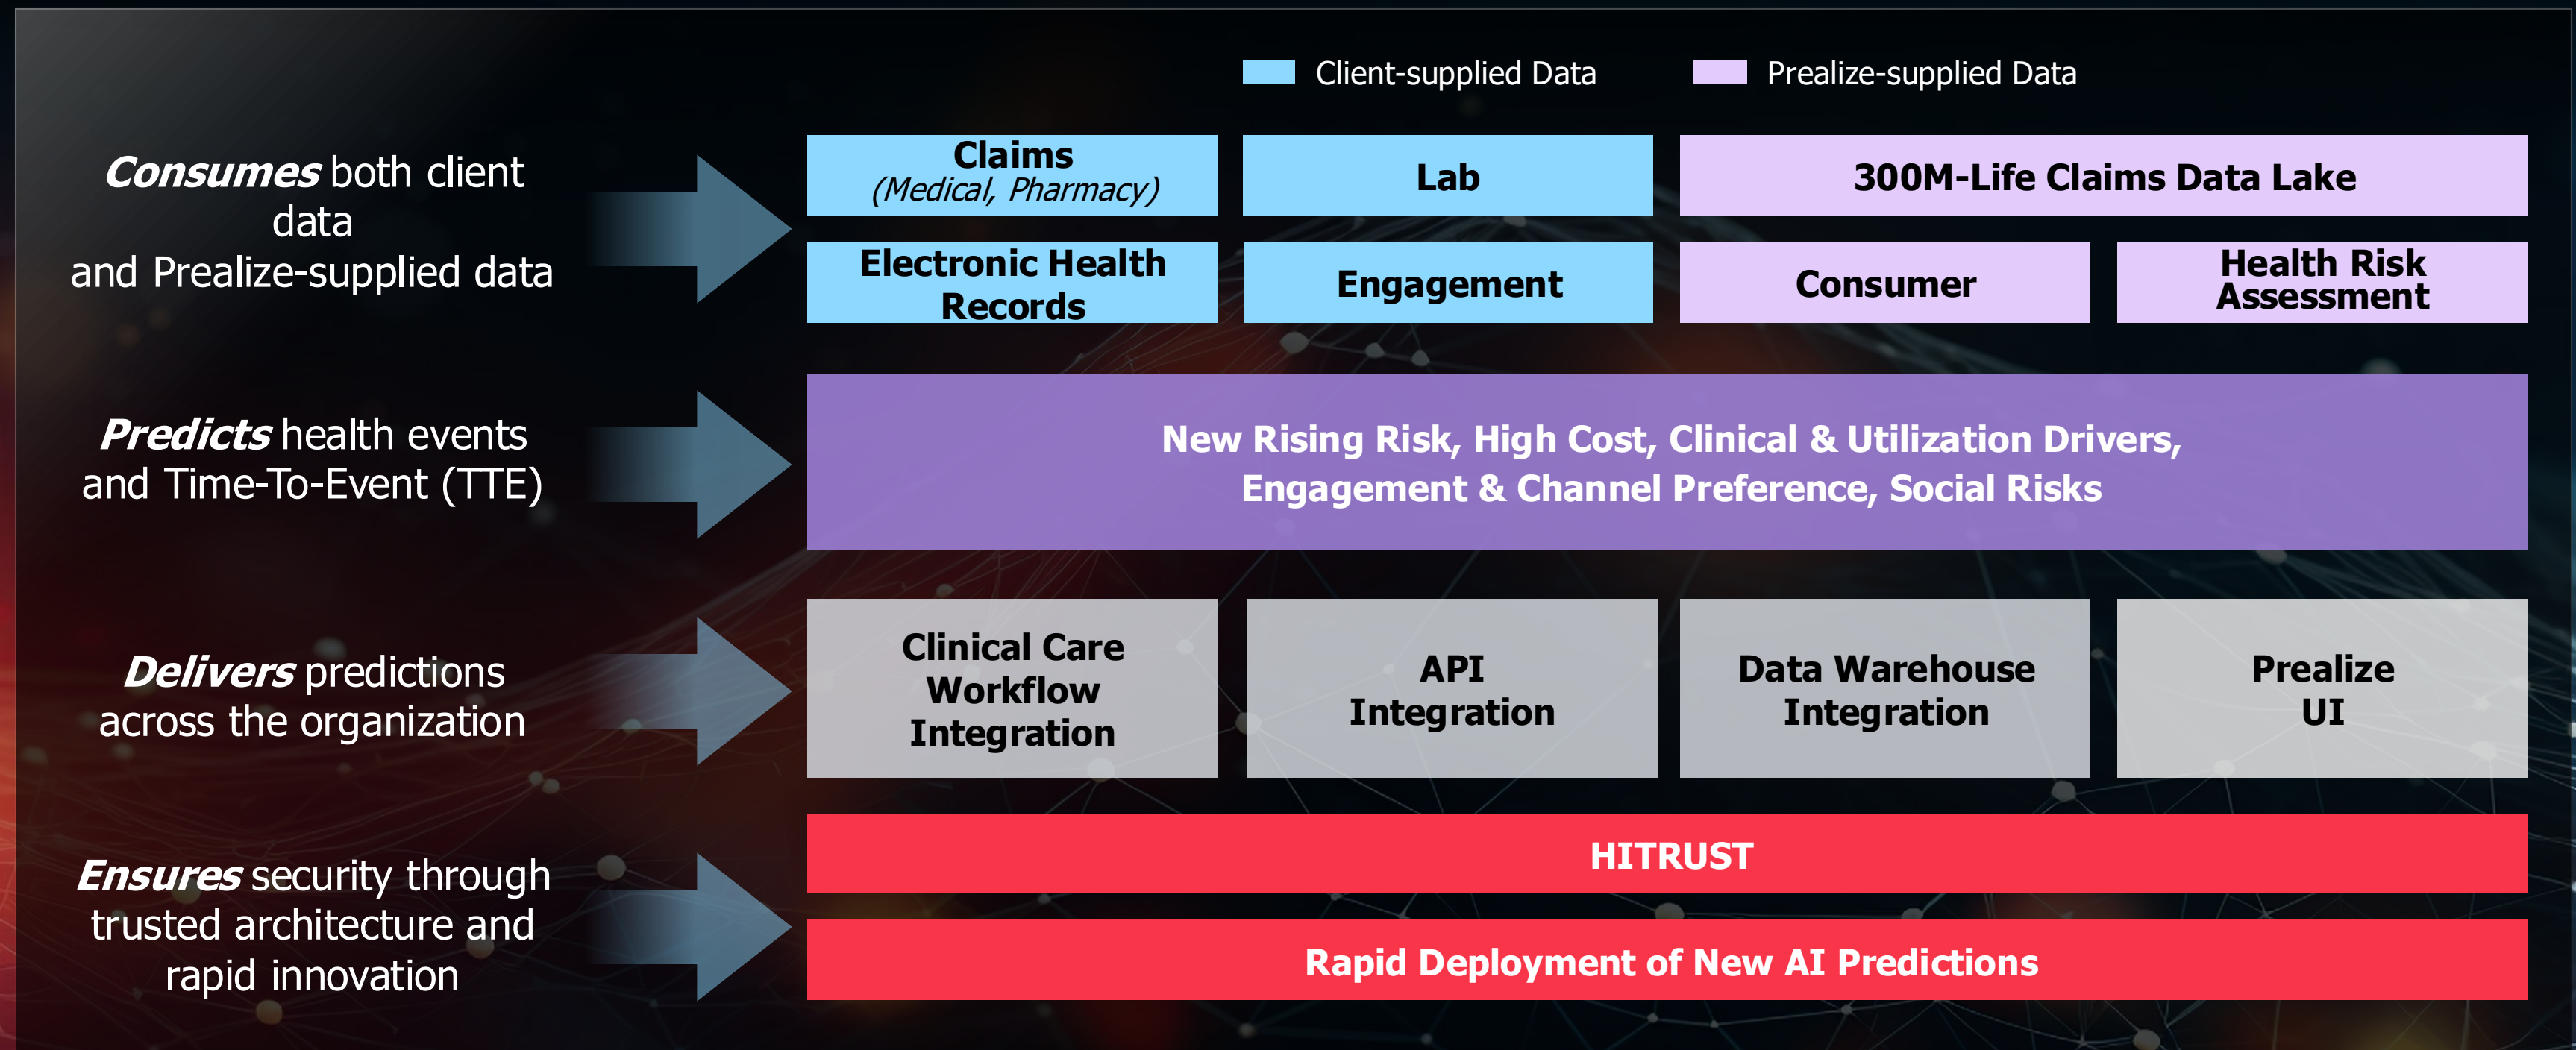 Client-supplied Data
Prealize-supplied Data
Consumes both client
data
and Prealize-supplied data
Claims
(Medical, Pharmacy)
Lab
300M-Life Claims Data Lake
Electronic Health
Records
Engagement
Consumer
Health Risk
Assessment
Predicts health events
and Time-To-Event (TTE)
New Rising Risk, High Cost, Clinical & Utilization Drivers,
Engagement & Channel Preference, Social Risks
Delivers predictions
across the organization
Clinical Care
Workflow
Integration
API
Integration
Data Warehouse
Integration
Prealize
UI
Ensures security through
trusted architecture and
rapid innovation
HITRUST
Rapid Deployment of New AI Predictions